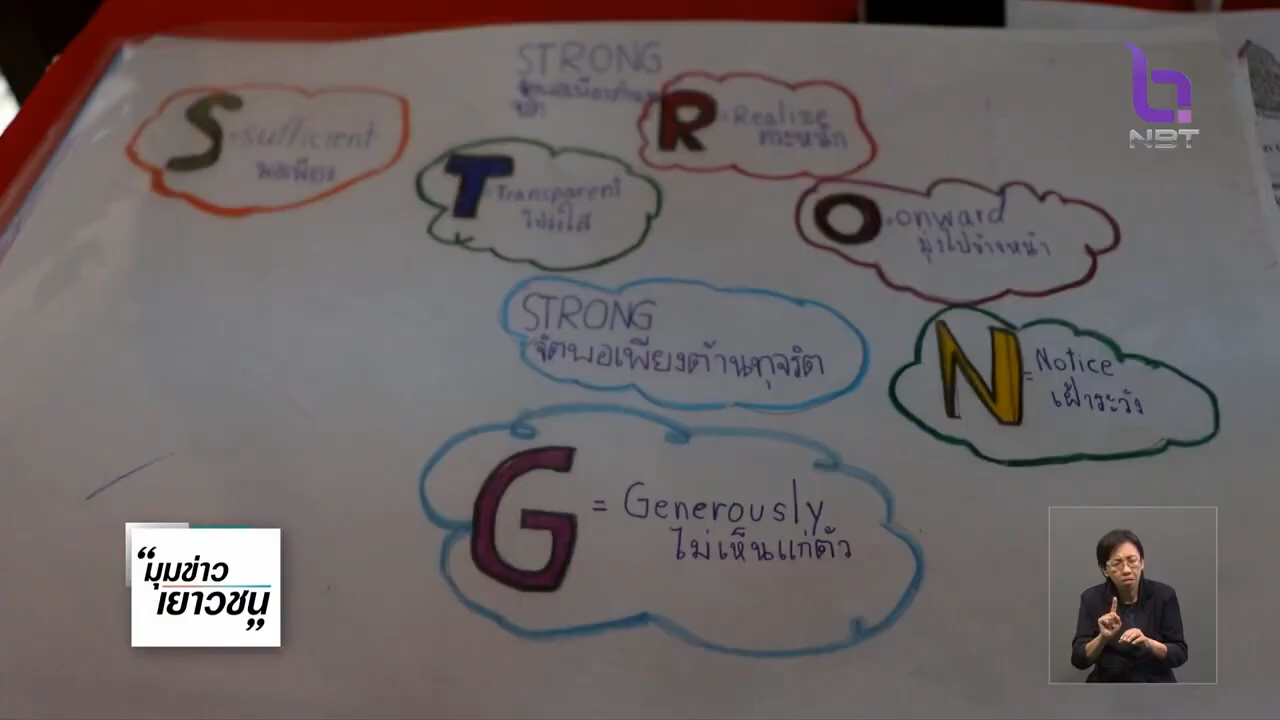 STRONG
S = sufficient
พอเพียง
R = Realize
ตระหนัก
T = Transparent
โปร่งใส
O = onward
มุ่งไปข้างหน้า
STRONG
จิตพอเพียงต้านทุจริต
N = Notice
เฝ้าระวัง
G = Generously
ไม่เห็นแก่ตัว
NBT
“มุมข่าว
เยาวชน”